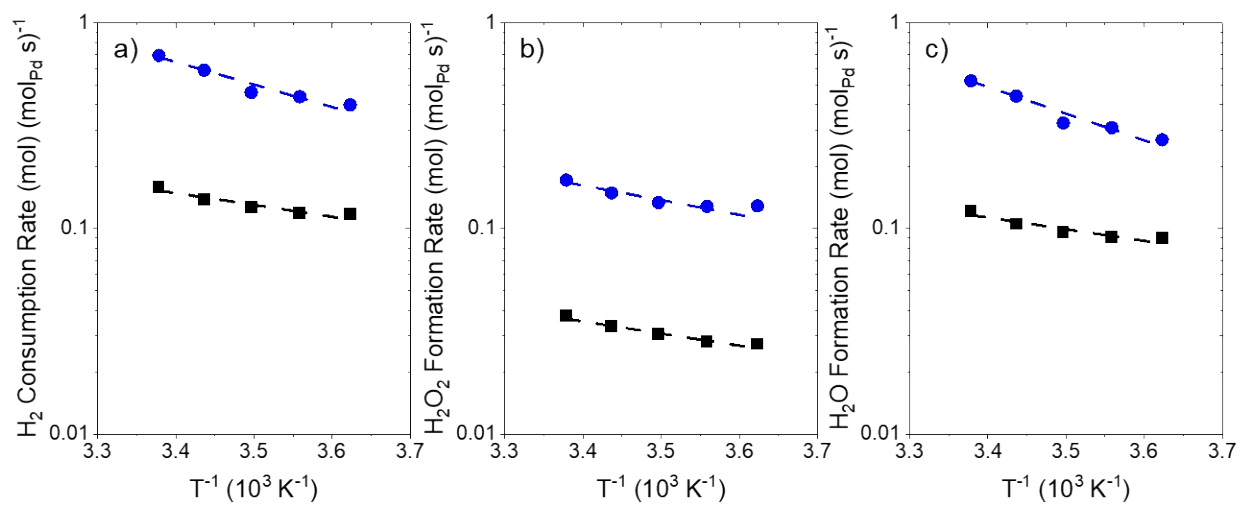 a)
H₂ Consumption Rate (mol) (mol_Pd s)⁻¹
1
0.1
0.01
3.3 3.4 3.5 3.6 3.7
T⁻¹ (10³ K⁻¹)
b)
H₂O₂ Formation Rate (mol) (mol_Pd s)⁻¹
1
0.1
0.01
3.3 3.4 3.5 3.6 3.7
T⁻¹ (10³ K⁻¹)
c)
H₂O Formation Rate (mol) (mol_Pd s)⁻¹
1
0.1
0.01
3.3 3.4 3.5 3.6 3.7
T⁻¹ (10³ K⁻¹)